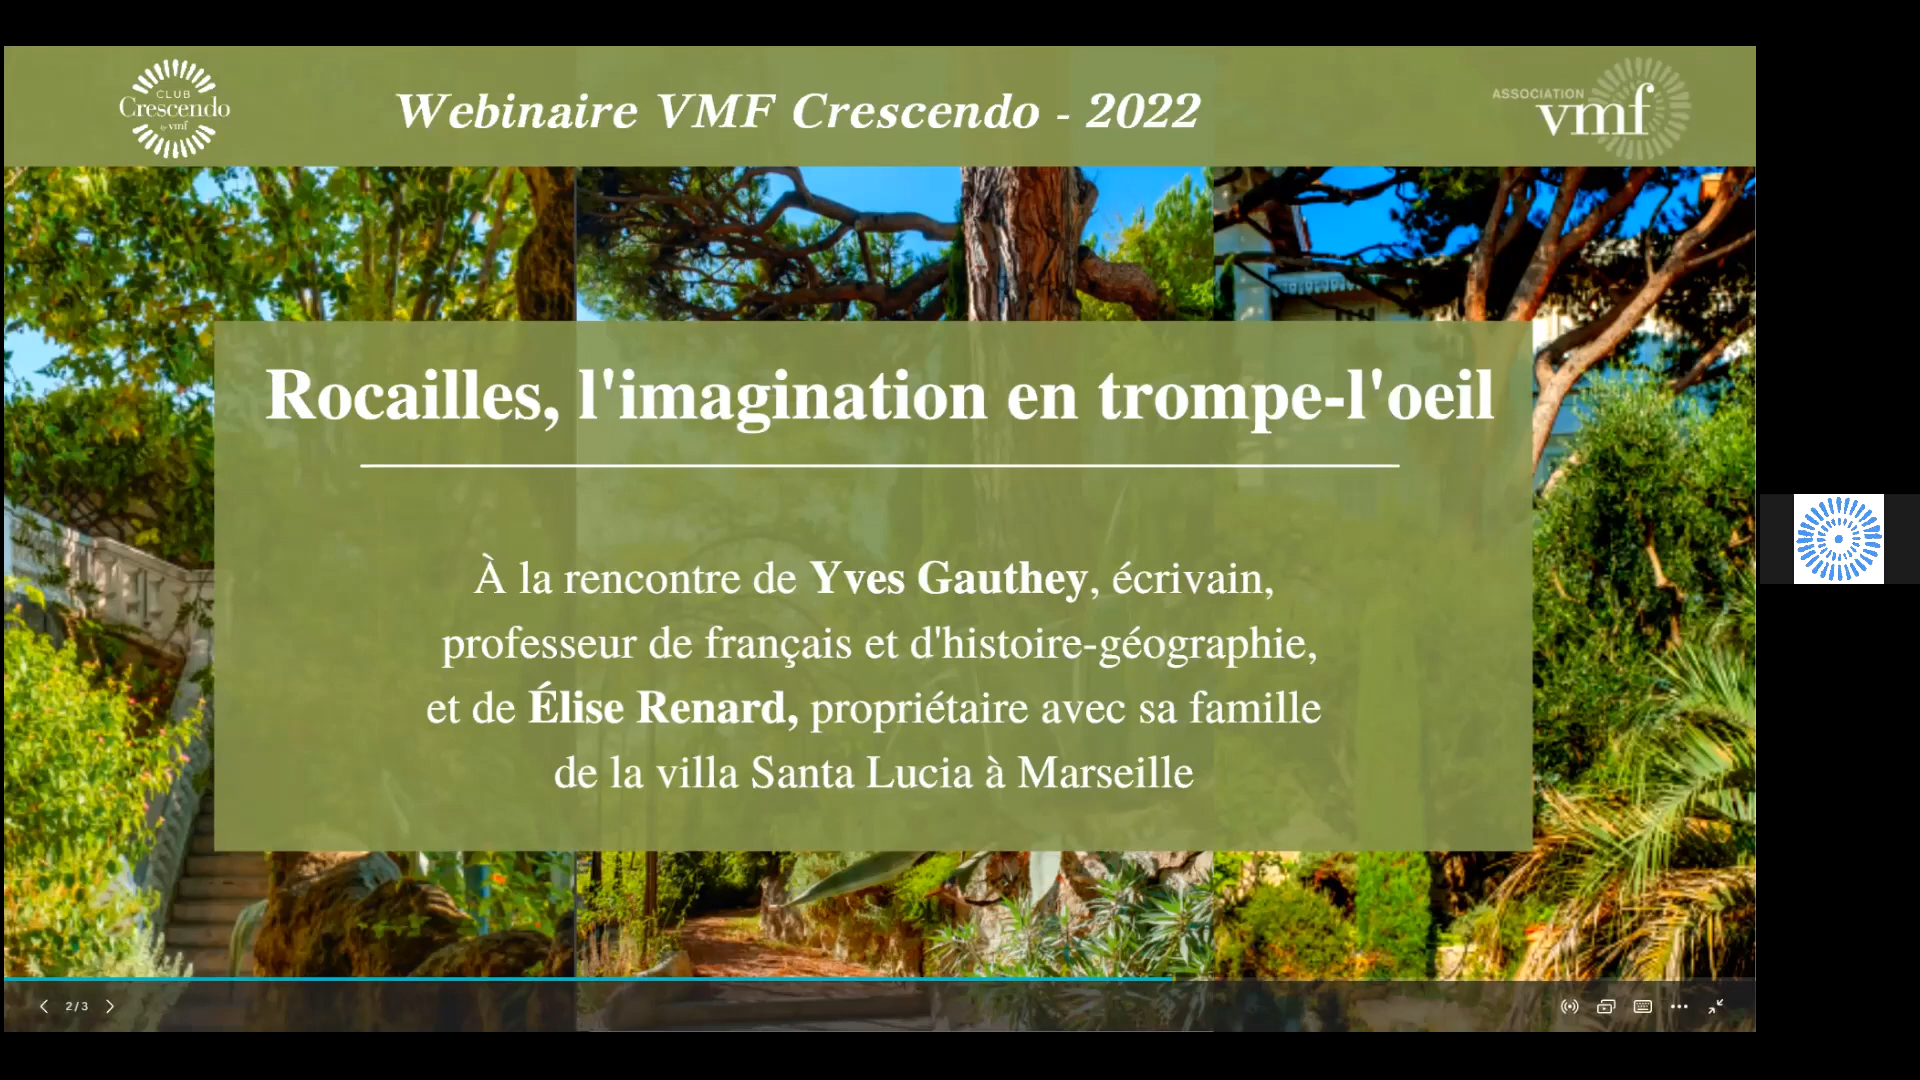 CLUB
Crescendo
by vmf
Webinaire VMF Crescendo - 2022
ASSOCIATION
vmf
Rocailles, l'imagination en trompe-l'oeil
À la rencontre de Yves Gauthey, écrivain,
professeur de français et d'histoire-géographie,
et de Élise Renard, propriétaire avec sa famille
de la villa Santa Lucia à Marseille
2/3